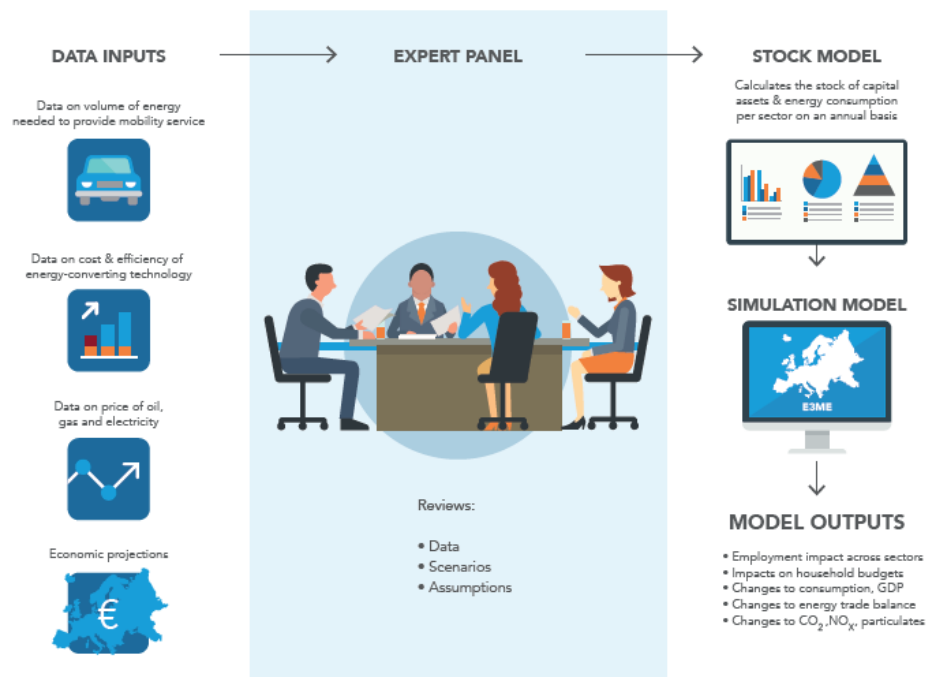 DATA INPUTS
Data on volume of energy
needed to provide mobility service
Data on cost & efficiency of
energy-converting technology
Data on price of oil,
gas and electricity
Economic projections
€
EXPERT PANEL
Reviews:
• Data
• Scenarios
• Assumptions
STOCK MODEL
Calculates the stock of capital
assets & energy consumption
per sector on an annual basis
SIMULATION MODEL
E3ME
MODEL OUTPUTS
• Employment impact across sectors
• Impacts on household budgets
• Changes to consumption, GDP
• Changes to energy trade balance
• Changes to CO₂,NOₓ, particulates